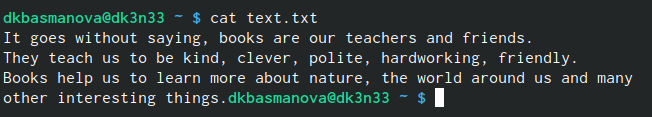 dkbasmanova@dk3n33 ~ $ cat text.txt
It goes without saying, books are our teachers and friends.
They teach us to be kind, clever, polite, hardworking, friendly.
Books help us to learn more about nature, the world around us and many
other interesting things.dkbasmanova@dk3n33 ~ $